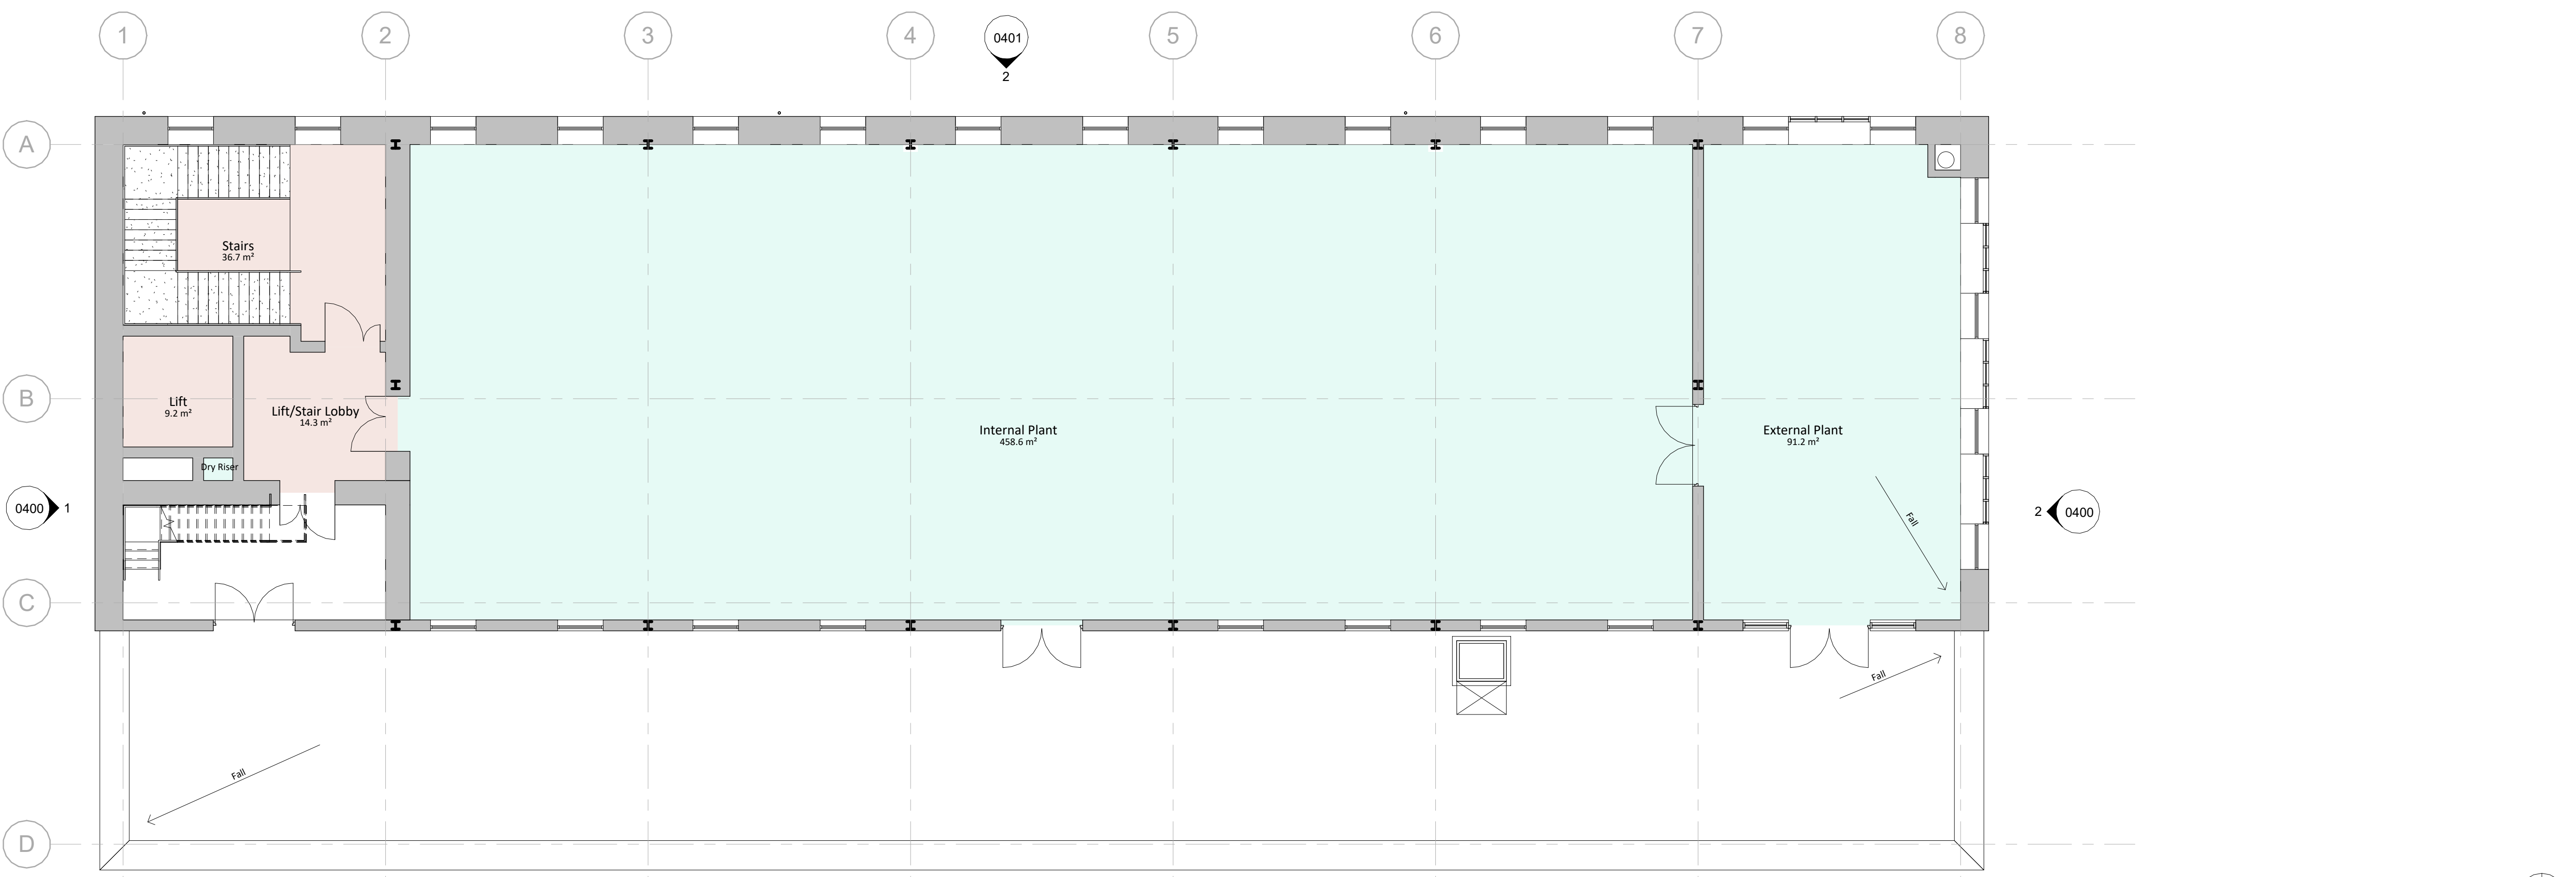 1 2 3 4 5 6 7 8
0401
2
A
Stairs
36.7 m²
B
Lift
9.2 m²
Lift/Stair Lobby
14.3 m²
Internal Plant
458.6 m²
External Plant
91.2 m²
Dry Riser
0400 1
Fall
2 0400
C
Fall
Fall
D